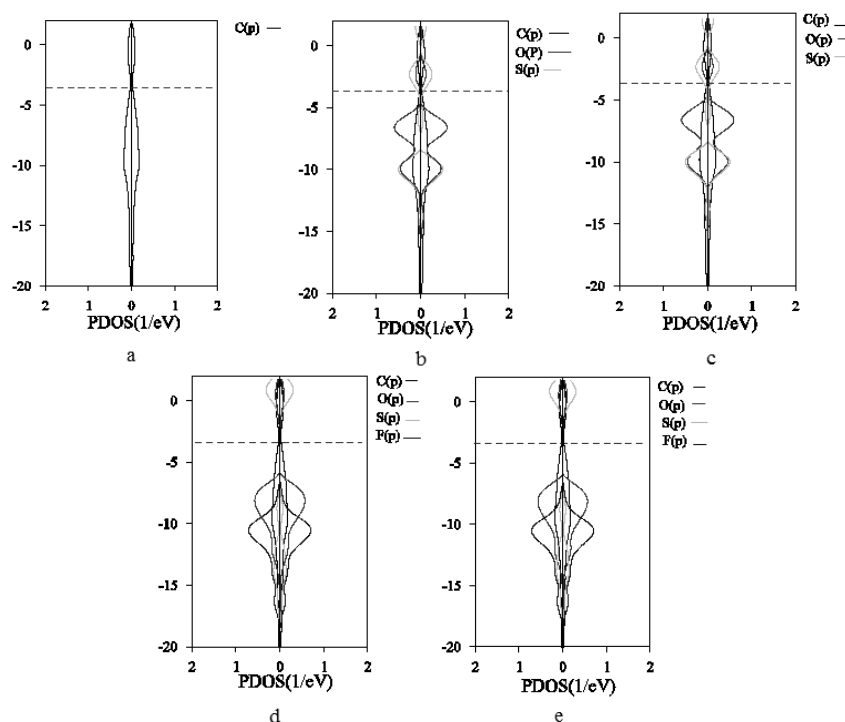 C(p)
0
-5
-10
-15
-20
2 1 0 1 2
PDOS(1/eV)
a
C(p)
O(P)
S(p)
0
-5
-10
-15
-20
2 1 0 1 2
PDOS(1/eV)
b
C(p)
O(p)
S(p)
0
-5
-10
-15
-20
2 1 0 1 2
PDOS(1/eV)
c
C(p)
O(p)
S(p)
F(p)
0
-5
-10
-15
-20
2 1 0 1 2
PDOS(1/eV)
d
C(p)
O(p)
S(p)
F(p)
0
-5
-10
-15
-20
2 1 0 1 2
PDOS(1/eV)
e